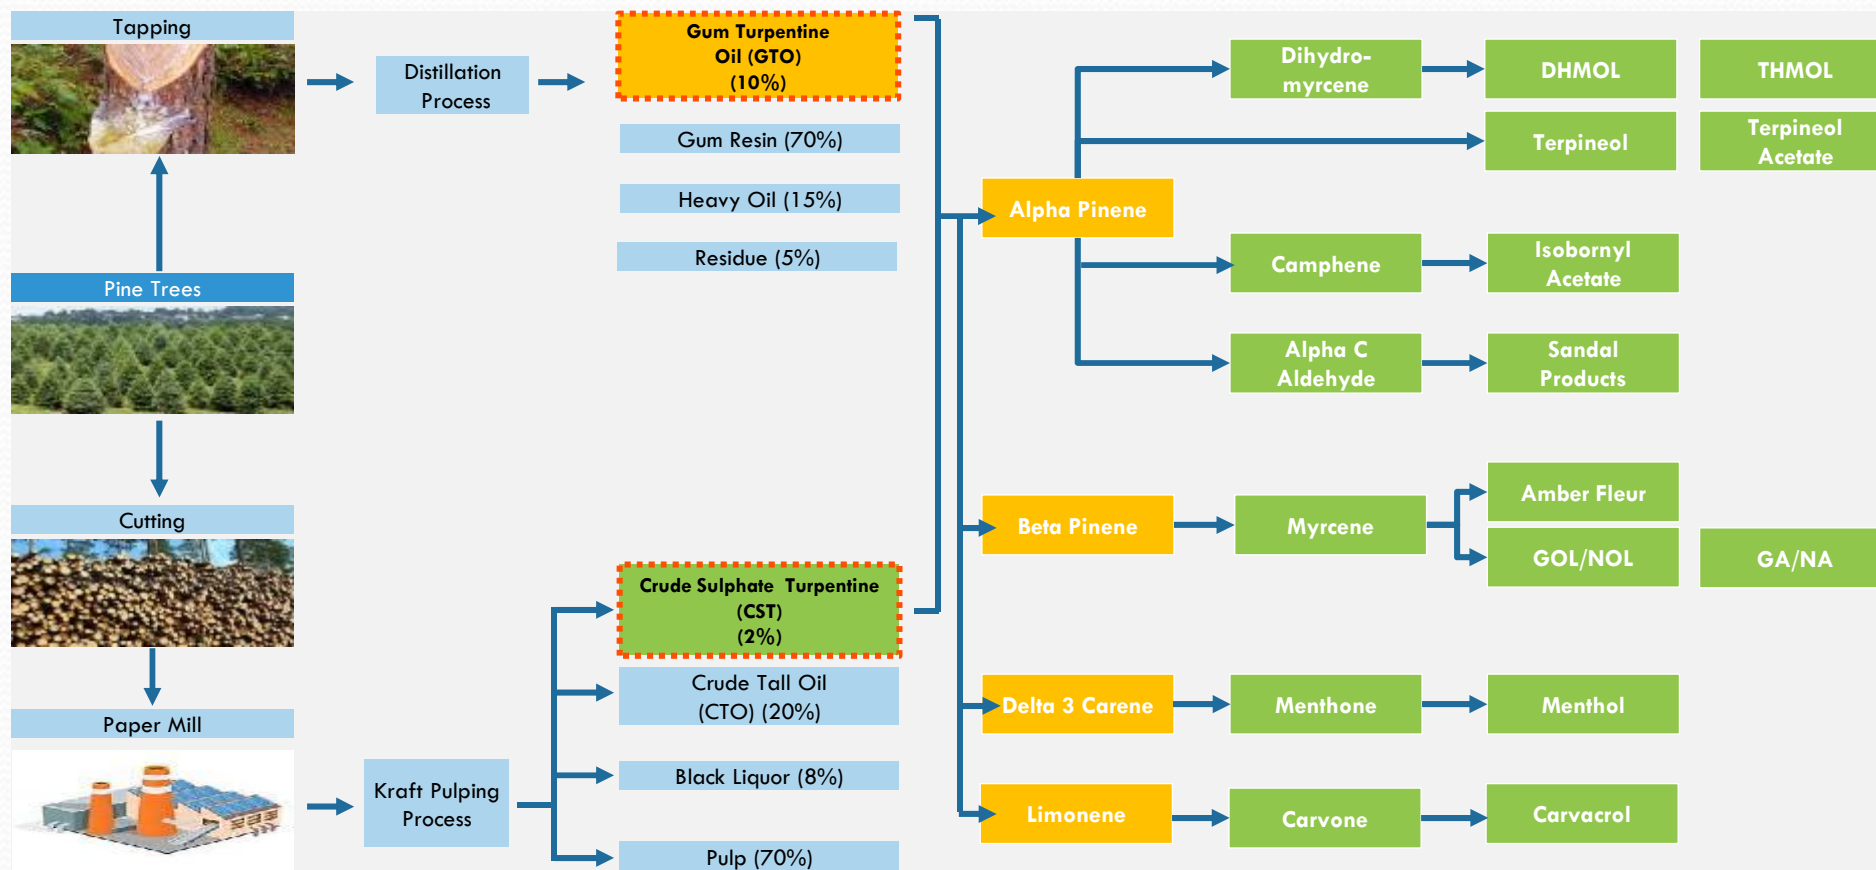 Tapping
Distillation
Process
Gum Turpentine
Oil (GTO)
(10%)
Gum Resin (70%)
Heavy Oil (15%)
Residue (5%)
Pine Trees
Cutting
Paper Mill
Kraft Pulping
Process
Crude Sulphate Turpentine
(CST)
(2%)
Crude Tall Oil
(CTO) (20%)
Black Liquor (8%)
Pulp (70%)
Alpha Pinene
Dihydro-
myrcene
DHMOL
THMOL
Terpineol
Terpineol
Acetate
Camphene
Isobornyl
Acetate
Alpha C
Aldehyde
Sandal
Products
Beta Pinene
Myrcene
Amber Fleur
GOL/NOL
GA/NA
Delta 3 Carene
Menthone
Menthol
Limonene
Carvone
Carvacrol